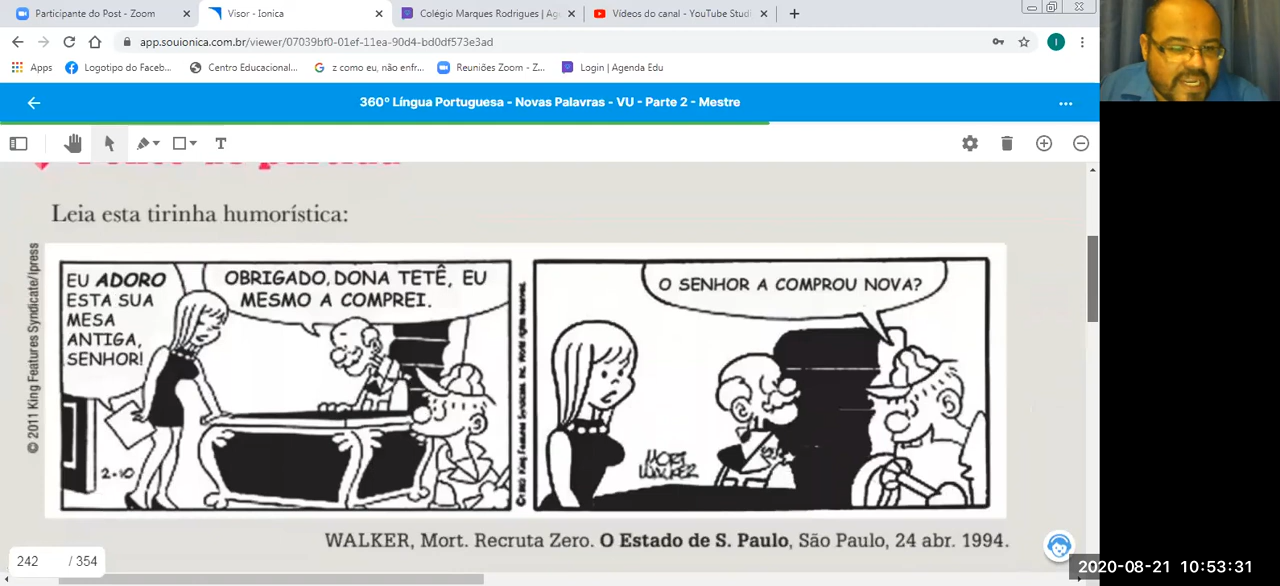 Participante do Post - Zoom
Visor - Ionica
Colégio Marques Rodrigues | Ag
Vídeos do canal - YouTube Stud
app.souionica.com.br/viewer/07039bf0-01ef-11ea-90d4-bd0df573e3ad
I
Apps
Logotipo do Faceb...
Centro Educacional...
z como eu, não enfr...
Reuniões Zoom - Z...
Login | Agenda Edu
360° Língua Portuguesa - Novas Palavras - VU - Parte 2 - Mestre
T
Leia esta tirinha humorística:
© 2011 King Features Syndicate/Ipress
EU ADORO
ESTA SUA
MESA
ANTIGA,
SENHOR!
OBRIGADO, DONA TETÊ, EU
MESMO A COMPREI.
2-10
O SENHOR A COMPROU NOVA?
MORT
WALKER
WALKER, Mort. Recruta Zero. O Estado de S. Paulo, São Paulo, 24 abr. 1994.
242 / 354
2020-08-21 10:53:31